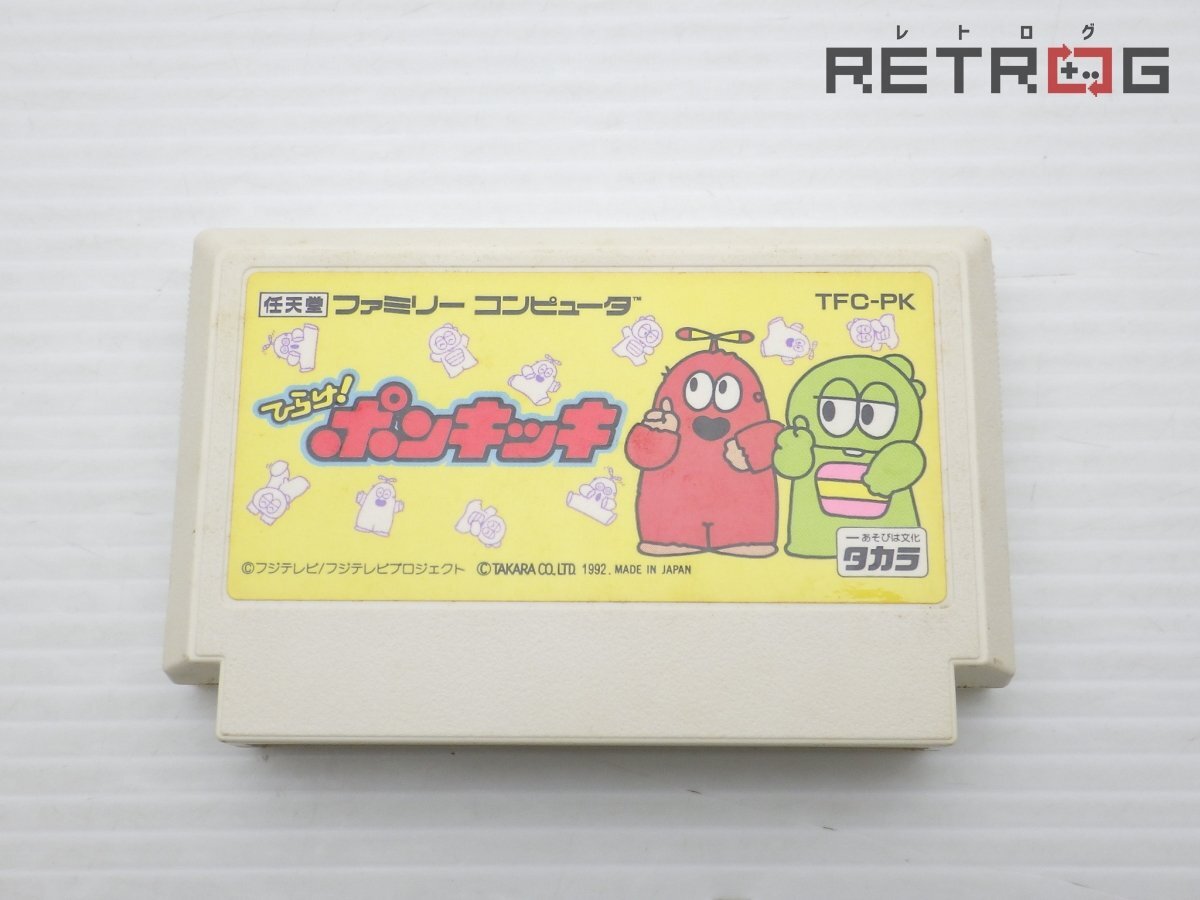 レトログ
RETROG
任天堂 ファミリー コンピュータ™ TFC-PK
ひらけ!
ポンキッキ
ーあそびは文化
タカラ
©フジテレビ/フジテレビプロジェクト ©TAKARA CO.,LTD. 1992. MADE IN JAPAN